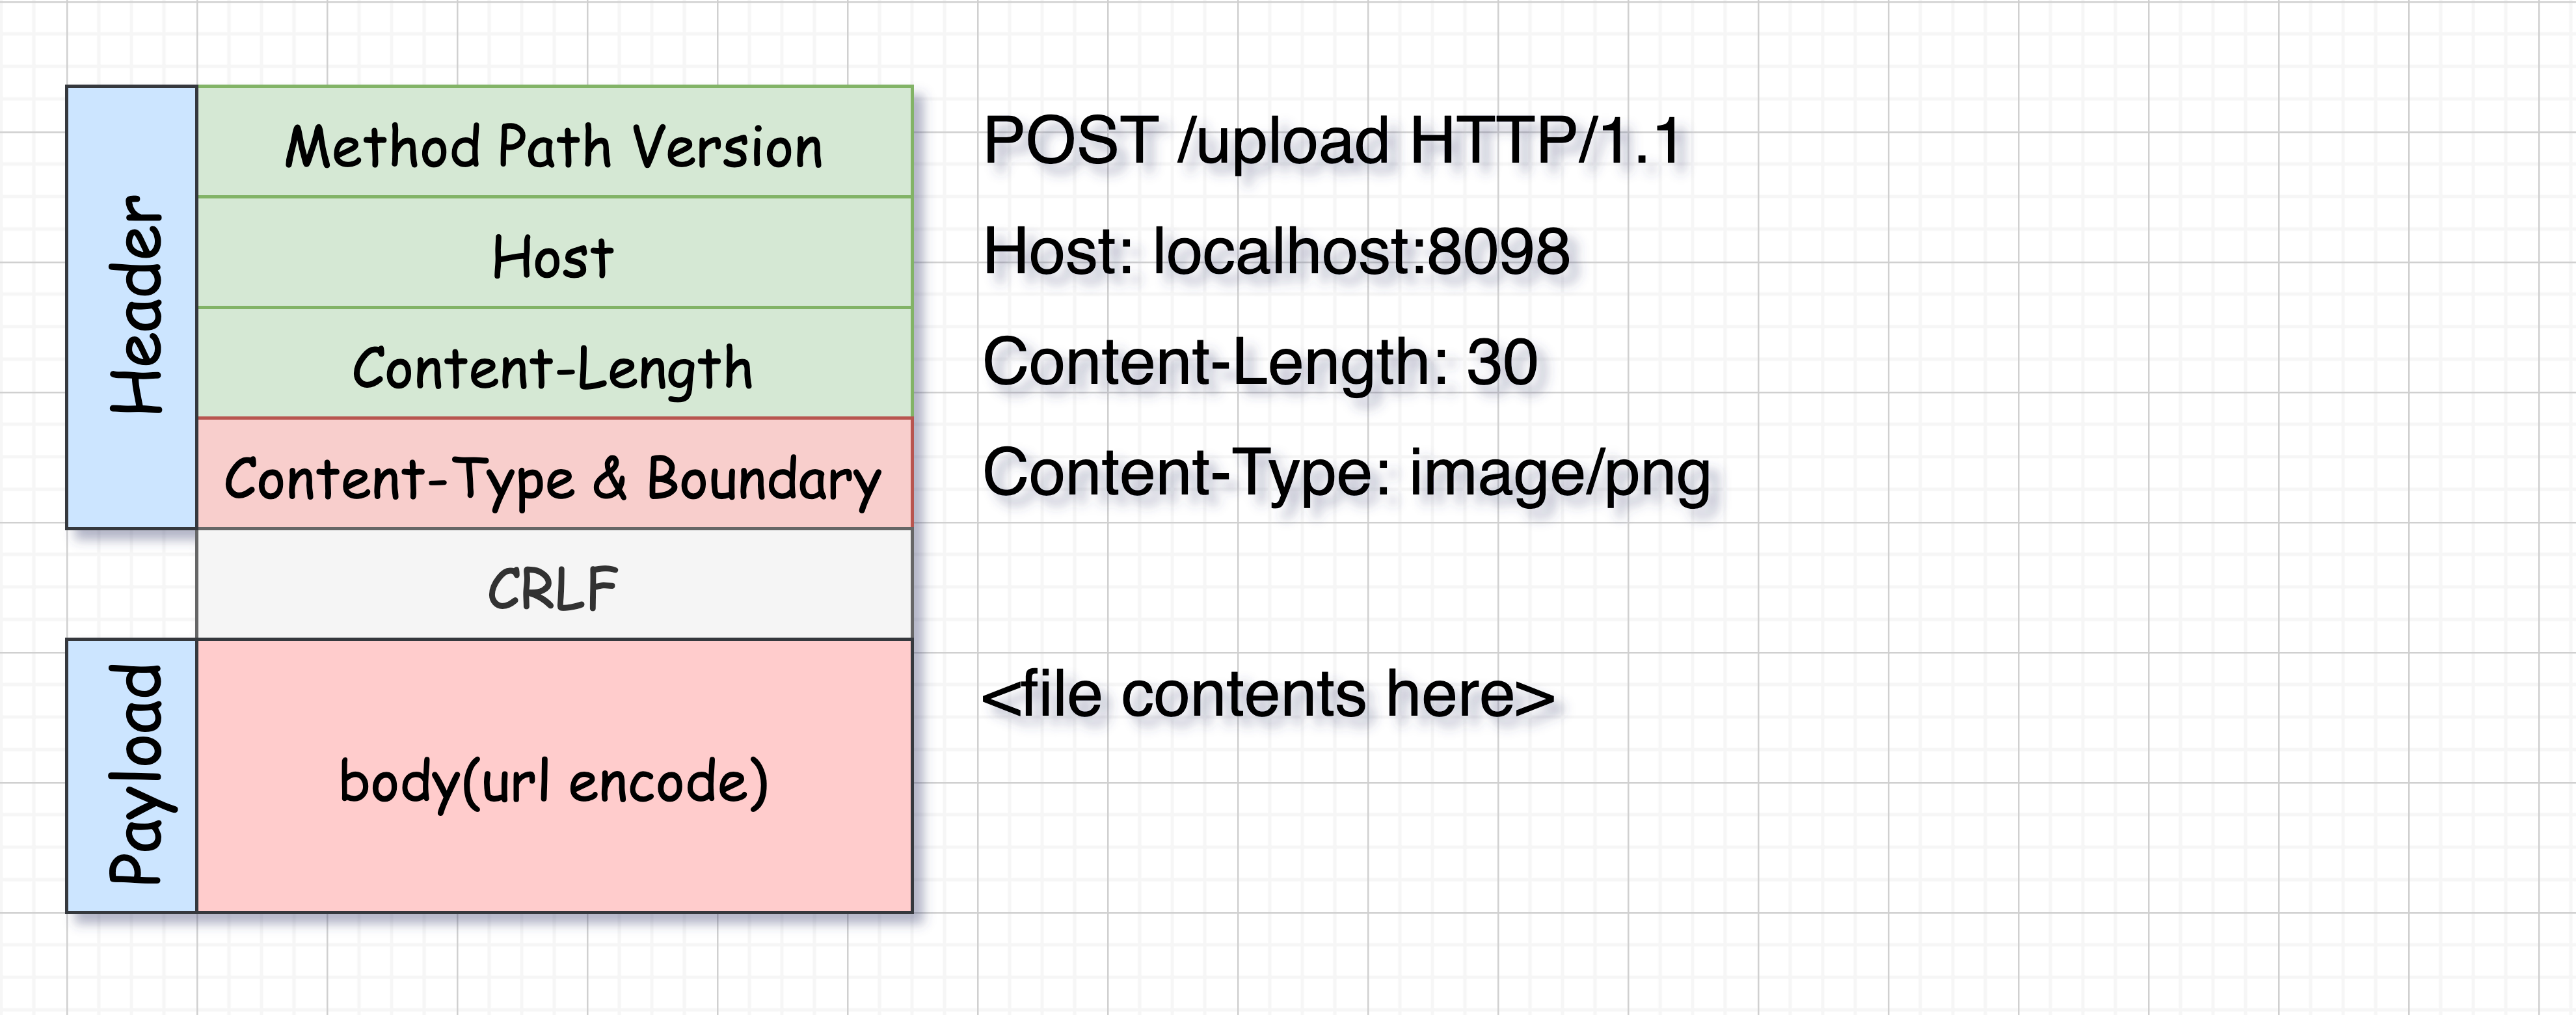 Header
Method Path Version
POST /upload HTTP/1.1
Host
Host: localhost:8098
Content-Length
Content-Length: 30
Content-Type & Boundary
Content-Type: image/png
CRLF
Payload
body(url encode)
<file contents here>